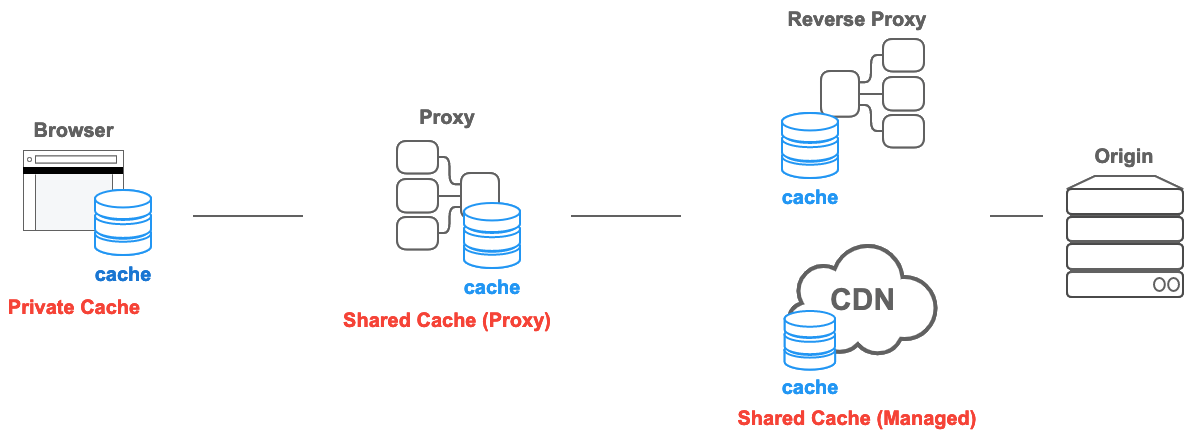 Browser
cache
Private Cache
Proxy
cache
Shared Cache (Proxy)
Reverse Proxy
cache
CDN
cache
Shared Cache (Managed)
Origin